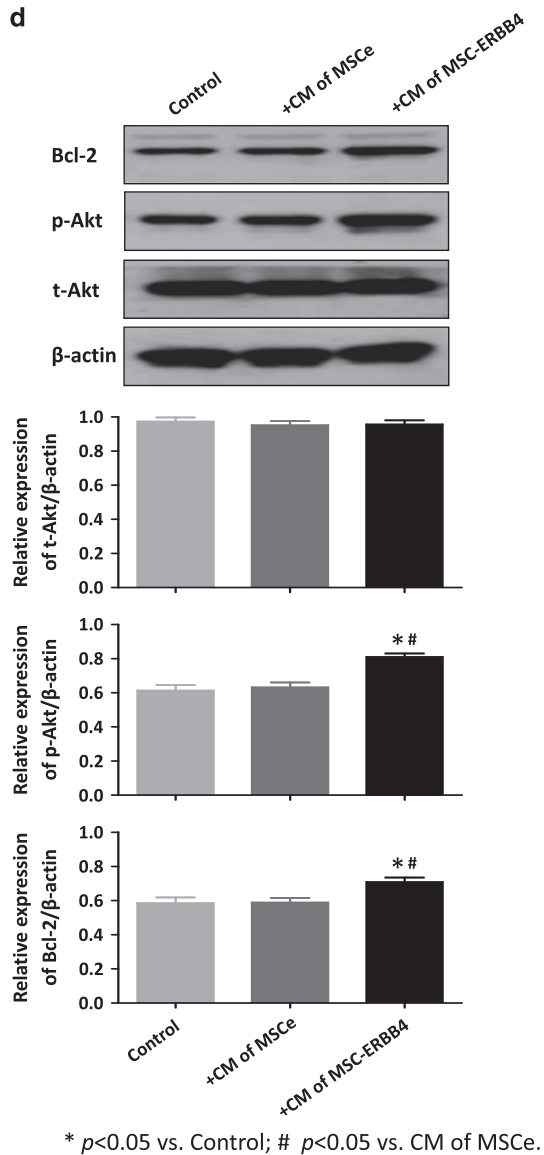 d
Control
+CM of MSCe
+CM of MSC-ERBB4
Bcl-2
p-Akt
t-Akt
β-actin
Relative expression
of t-Akt/β-actin
1.0
0.8
0.6
0.4
0.2
0.0
Relative expression
of p-Akt/β-actin
1.0
0.8
0.6
0.4
0.2
0.0
* #
Relative expression
of Bcl-2/β-actin
1.0
0.8
0.6
0.4
0.2
0.0
* #
Control
+CM of MSCe
+CM of MSC-ERBB4
* p<0.05 vs. Control; # p<0.05 vs. CM of MSCe.